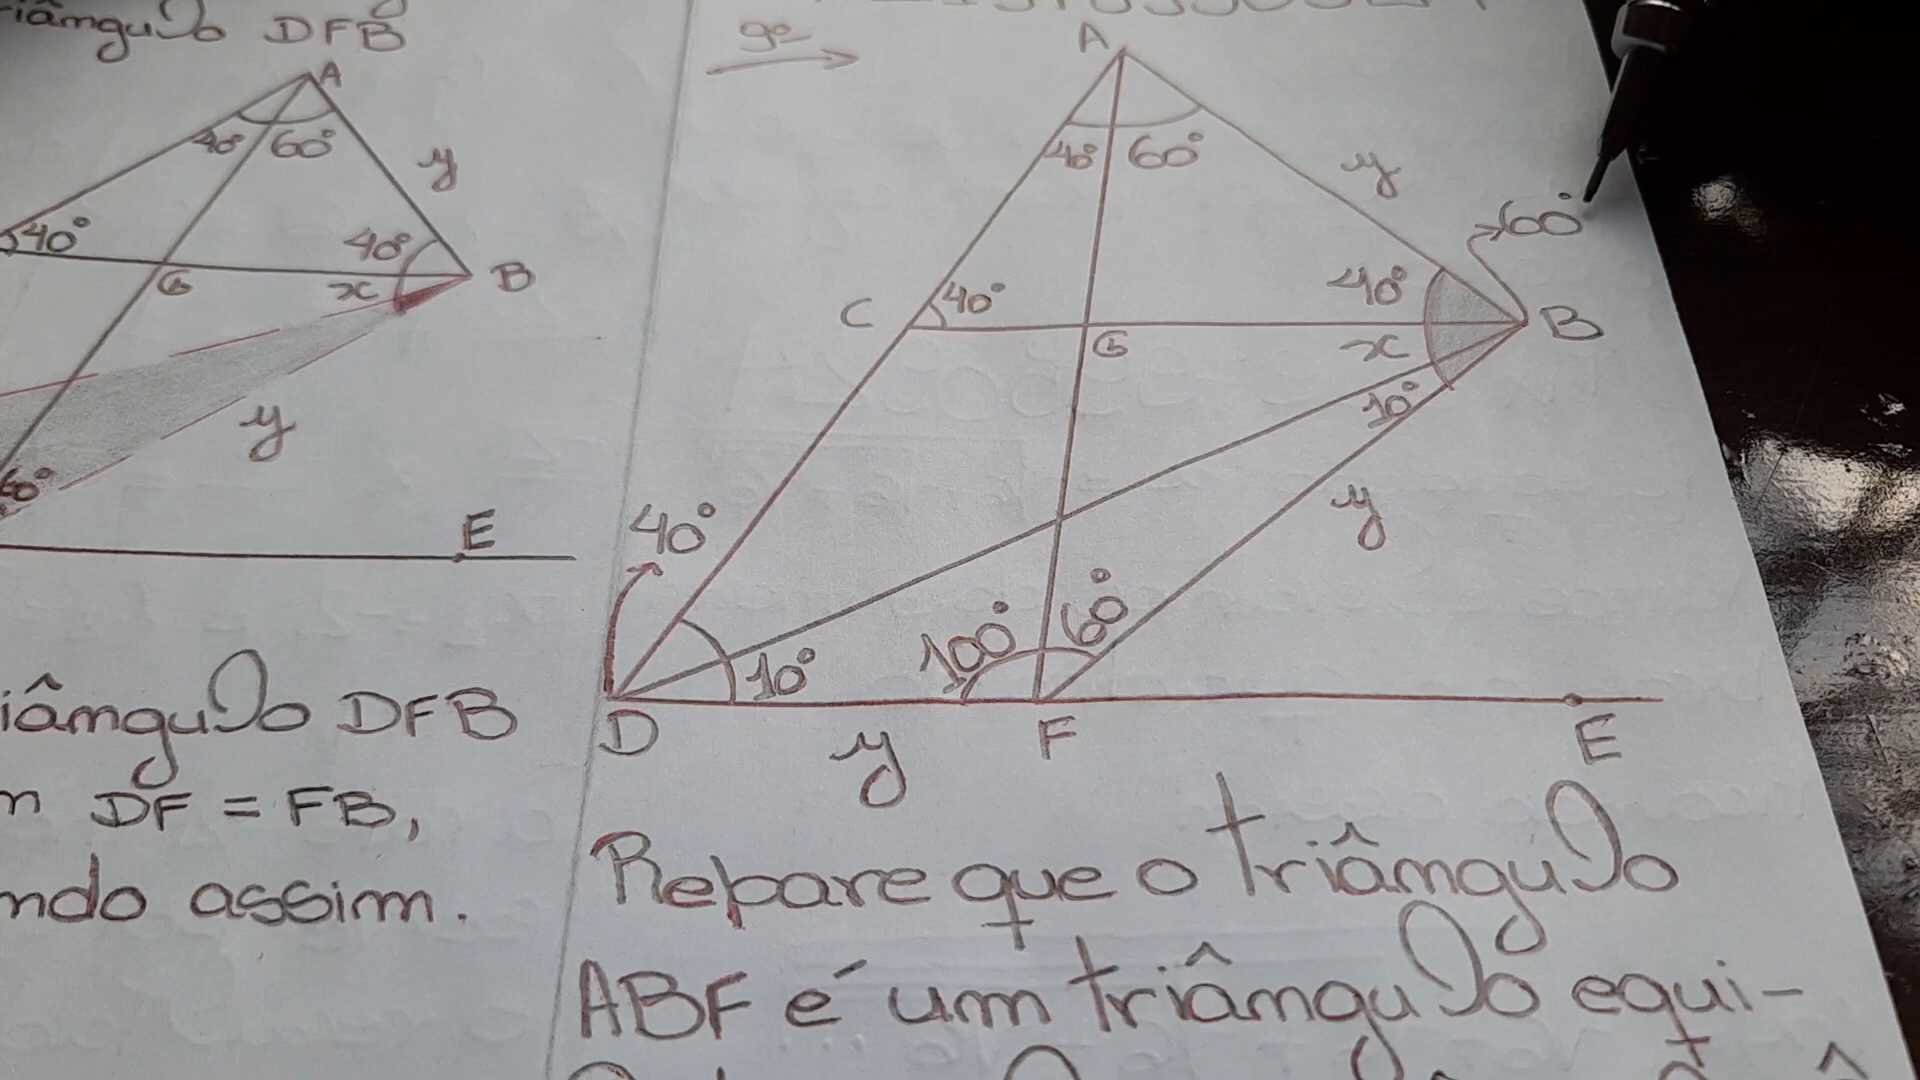 triângulo DFB
A
40° 60°
y
40°
40°
G
x
B
y
60°
E
triângulo DFB
DF = FB,
assim.
9º
A
40° 60°
y
60°
40°
C
40°
B
G
x
10°
y
40°
10°
100°
60°
D
y
F
E
Repare que o triângulo
ABF é um triângulo equi-